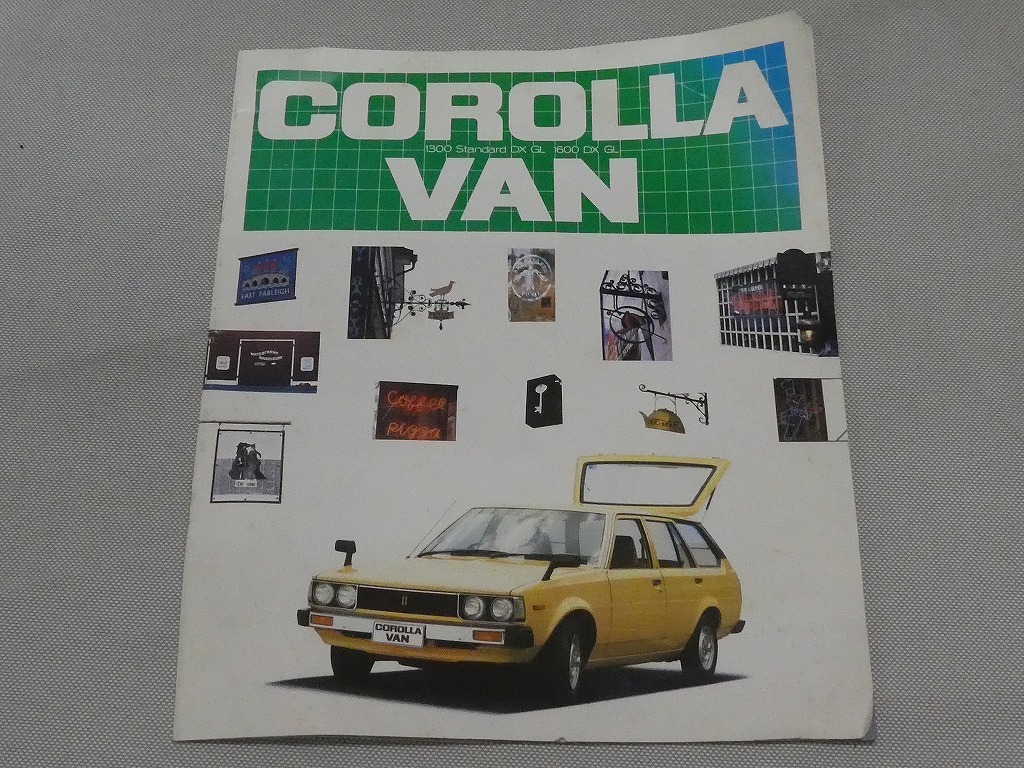 COROLLA
1300 Standard DX GL 1600 DX GL
VAN
EAST FARLEIGH
Coffee
Pizza
COROLLA
VAN